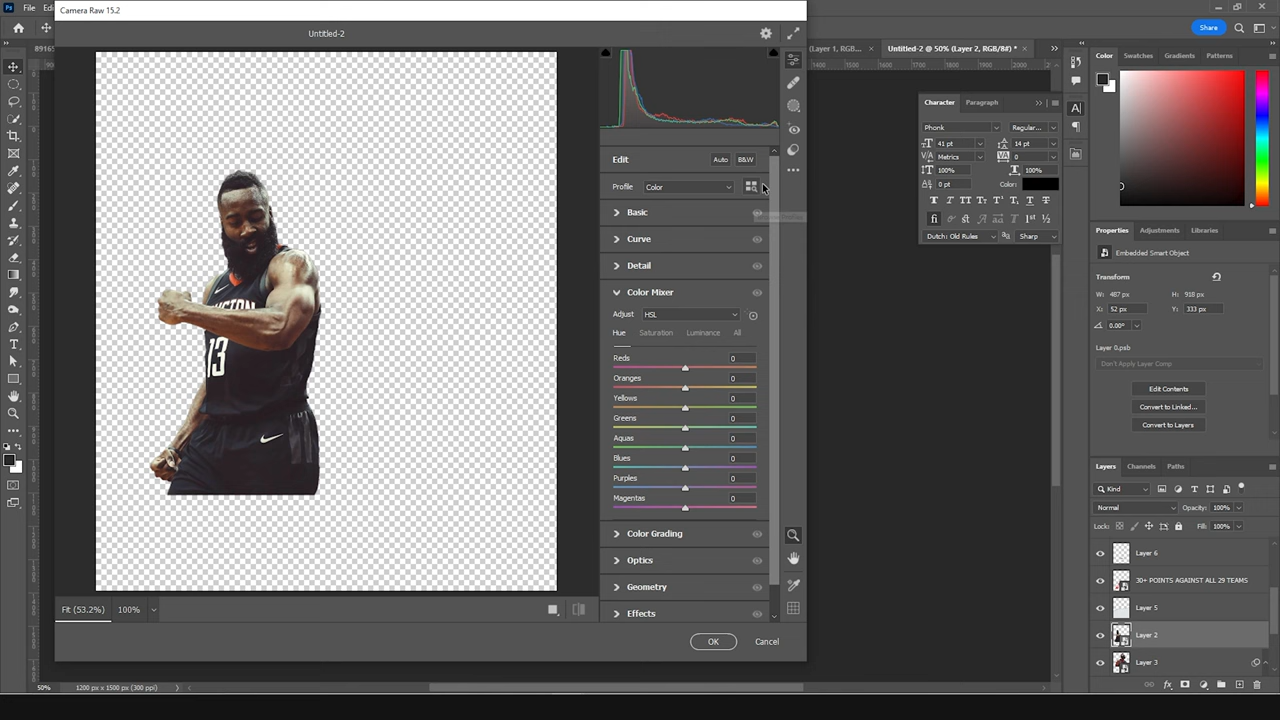 Ps
File
Camera Raw 15.2
Untitled-2
Share
(Layer 1, RGB...
Untitled-2 @ 50% (Layer 2, RGB/8#) *
1400
1500
1600
1700
1800
1900
2000
Edit
Auto
B&W
Profile
Color
Basic
Curve
Detail
Color Mixer
Adjust
HSL
Hue
Saturation
Luminance
All
Reds
0
Oranges
0
Yellows
0
Greens
0
Aquas
0
Blues
0
Purples
0
Magentas
0
Color Grading
Optics
Geometry
Effects
13
Fit (53.2%)
100%
OK
Cancel
50%
1200 px x 1500 px (300 ppi)
Character
Paragraph
Phonk
Regular...
41 pt
14 pt
Metrics
0
100%
100%
0 pt
Color:
Dutch: Old Rules
Sharp
Color
Swatches
Gradients
Patterns
Properties
Adjustments
Libraries
Embedded Smart Object
Transform
W: 487 px
H: 918 px
X: 52 px
Y: 333 px
0.00°
Layer 0.psb
Don't Apply Layer Comp
Edit Contents
Convert to Linked...
Convert to Layers
Layers
Channels
Paths
Kind
Normal
Opacity: 100%
Lock:
Fill: 100%
Layer 6
30+ POINTS AGAINST ALL 29 TEAMS
Layer 5
Layer 2
Layer 3